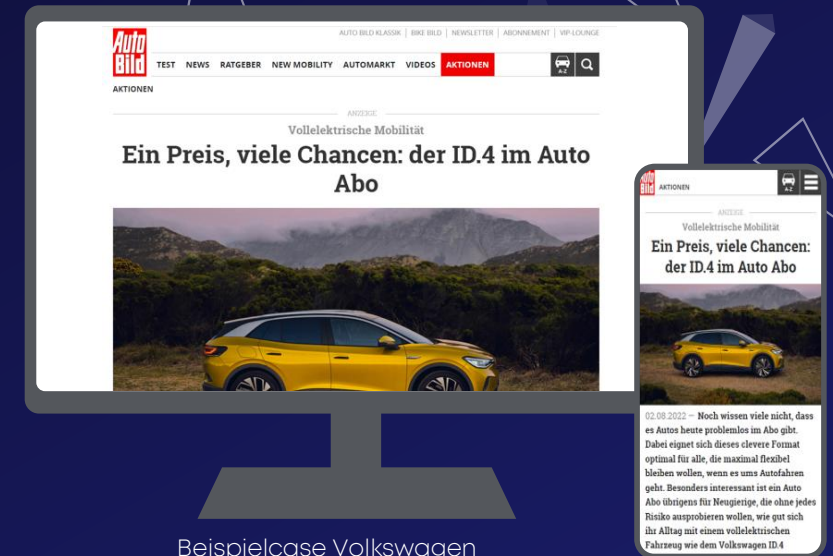 AUTO BILD KLASSIK | BIKE BILD | NEWSLETTER | ABONNEMENT | VIP-LOUNGE
Auto
Bild
TEST NEWS RATGEBER NEW MOBILITY AUTOMARKT VIDEOS AKTIONEN
A-Z
AKTIONEN
ANZEIGE
Vollelektrische Mobilität
Ein Preis, viele Chancen: der ID.4 im Auto
Abo
Auto
Bild
AKTIONEN
A-Z
ANZEIGE
Vollelektrische Mobilität
Ein Preis, viele Chancen:
der ID.4 im Auto Abo
02.08.2022 — Noch wissen viele nicht, dass
es Autos heute problemlos im Abo gibt.
Dabei eignet sich dieses clevere Format
optimal für alle, die maximal flexibel
bleiben wollen, wenn es ums Autofahren
geht. Besonders interessant ist ein Auto
Abo übrigens für Neugierige, die ohne jedes
Risiko ausprobieren wollen, wie gut sich
ihr Alltag mit einem vollelektrischen
Fahrzeug wie dem Volkswagen ID.4
Beispielcase Volkswagen